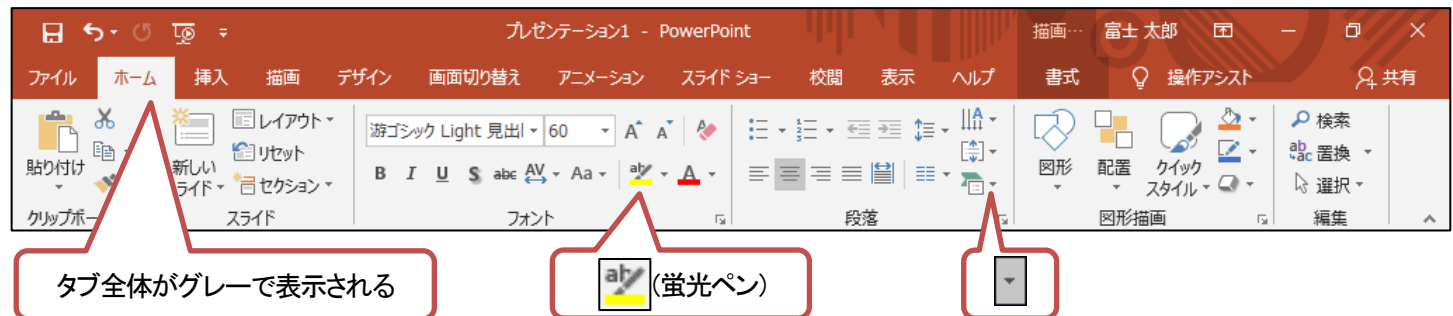 プレゼンテーション1 - PowerPoint 描画… 富士 太郎
ファイル ホーム 挿入 描画 デザイン 画面切り替え アニメーション スライド ショー 校閲 表示 ヘルプ 書式 操作アシスト 共有
貼り付け
新しい
スライド
レイアウト
リセット
セクション
游ゴシック Light 見出し 60 A A A
B I U S abc AV Aa aby A
A
図形
配置
クイック
スタイル
検索
abc 置換
選択
クリップボー スライド フォント 段落 図形描画 編集
タブ全体がグレーで表示される
aby (蛍光ペン)